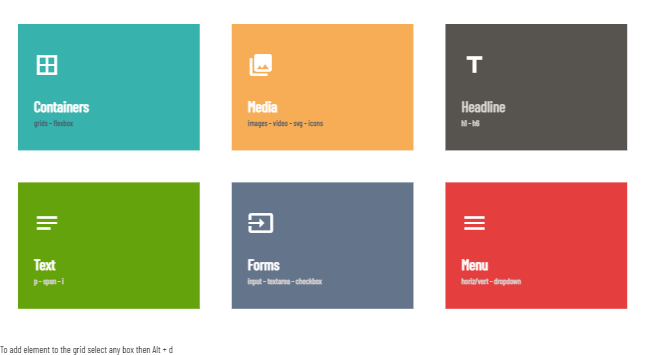 Containers
grids - flexbox
Media
images - video - svg - icons
Headline
h1 - h6
Text
p - span - i
Forms
input - textarea - checkbox
Menu
horiz/vert - dropdown
To add element to the grid select any box then Alt + d